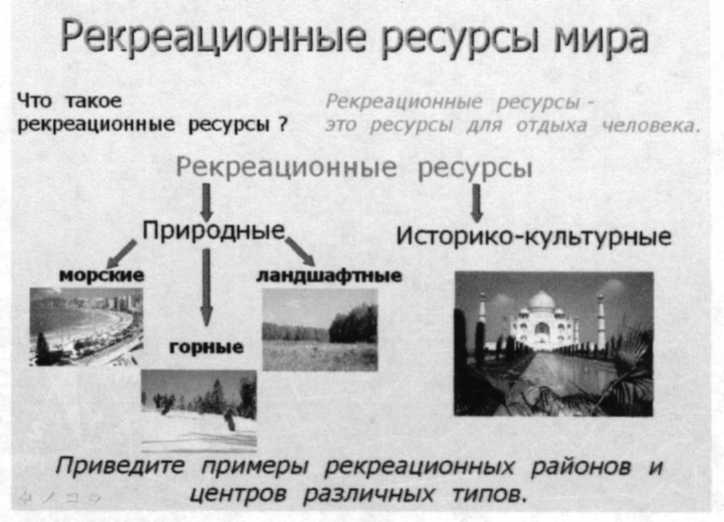 Рекреационные ресурсы мира
Что такое
рекреационные ресурсы ?
Рекреационные ресурсы -
это ресурсы для отдыха человека.
Рекреационные ресурсы
Природные
Историко-культурные
морские
ландшафтные
горные
Приведите примеры рекреационных районов и
центров различных типов.